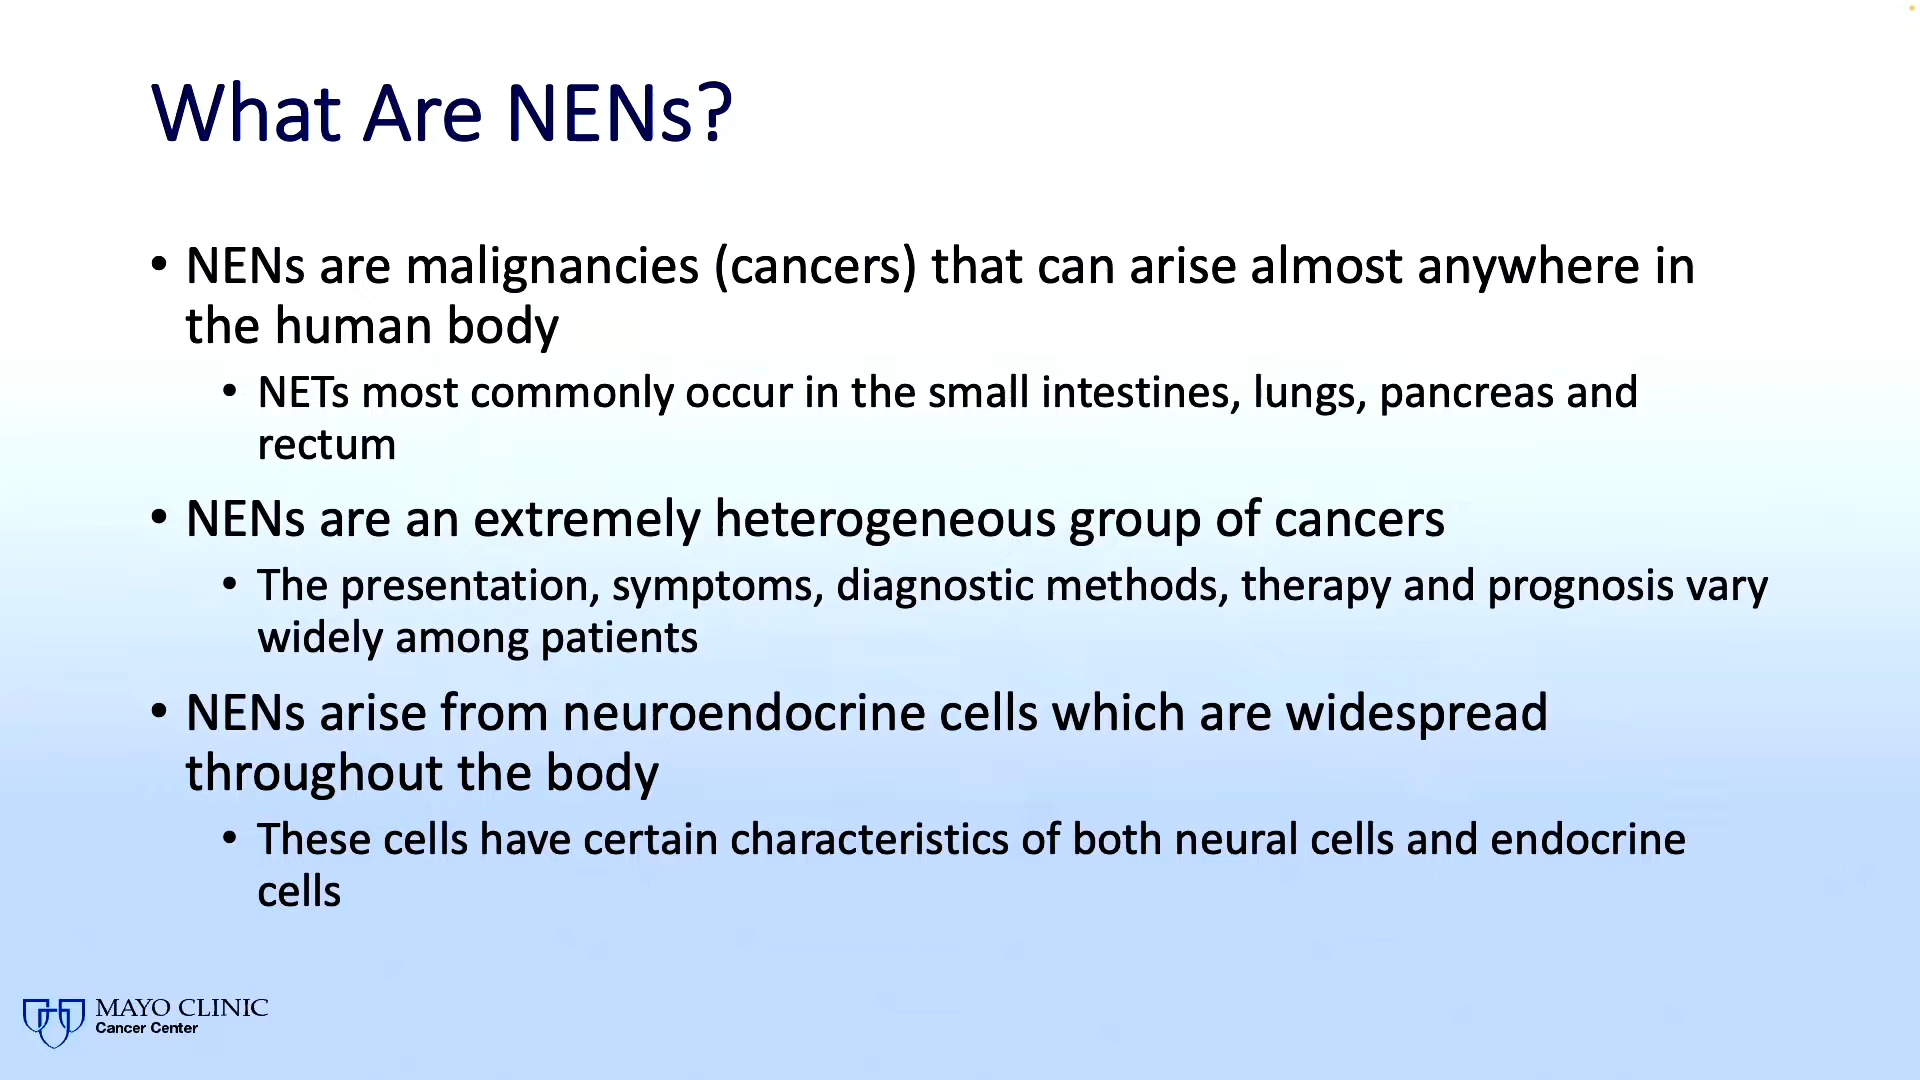 What Are NENs?
• NENs are malignancies (cancers) that can arise almost anywhere in
the human body
• NETs most commonly occur in the small intestines, lungs, pancreas and
rectum
• NENs are an extremely heterogeneous group of cancers
• The presentation, symptoms, diagnostic methods, therapy and prognosis vary
widely among patients
• NENs arise from neuroendocrine cells which are widespread
throughout the body
• These cells have certain characteristics of both neural cells and endocrine
cells
MAYO CLINIC
Cancer Center